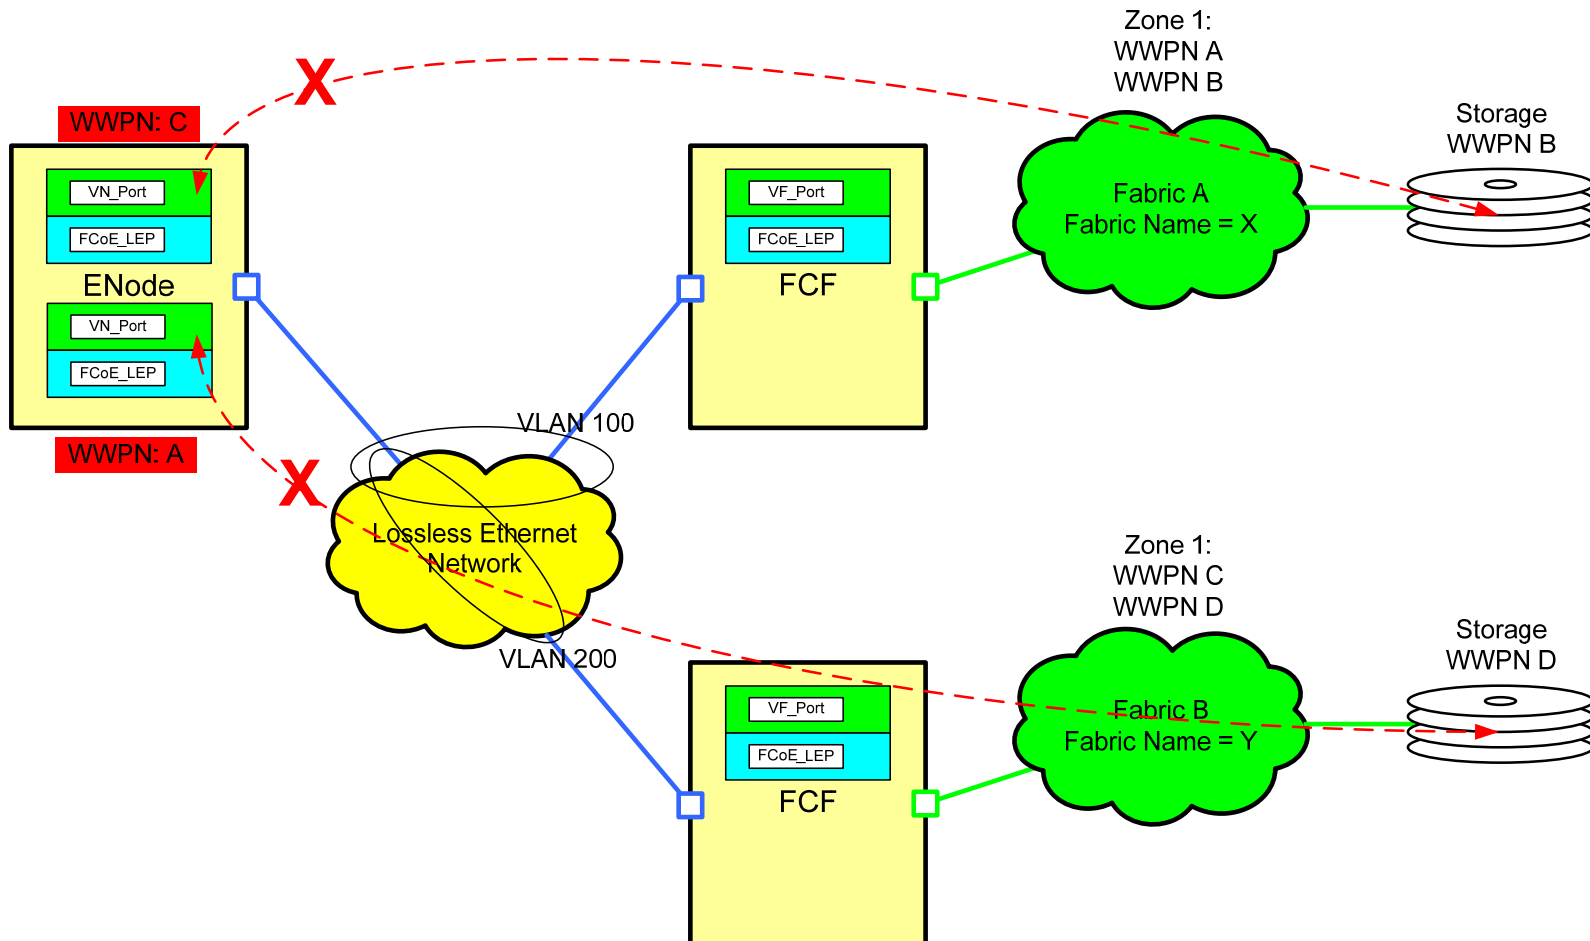 Zone 1:
WWPN A
WWPN B
WWPN: C
Storage
WWPN B
VN_Port
FCoE_LEP
ENode
VN_Port
FCoE_LEP
WWPN: A
X
VF_Port
FCoE_LEP
FCF
Fabric A
Fabric Name = X
VLAN 100
X
Lossless Ethernet
Network
VLAN 200
Zone 1:
WWPN C
WWPN D
Storage
WWPN D
VF_Port
FCoE_LEP
FCF
Fabric B
Fabric Name = Y